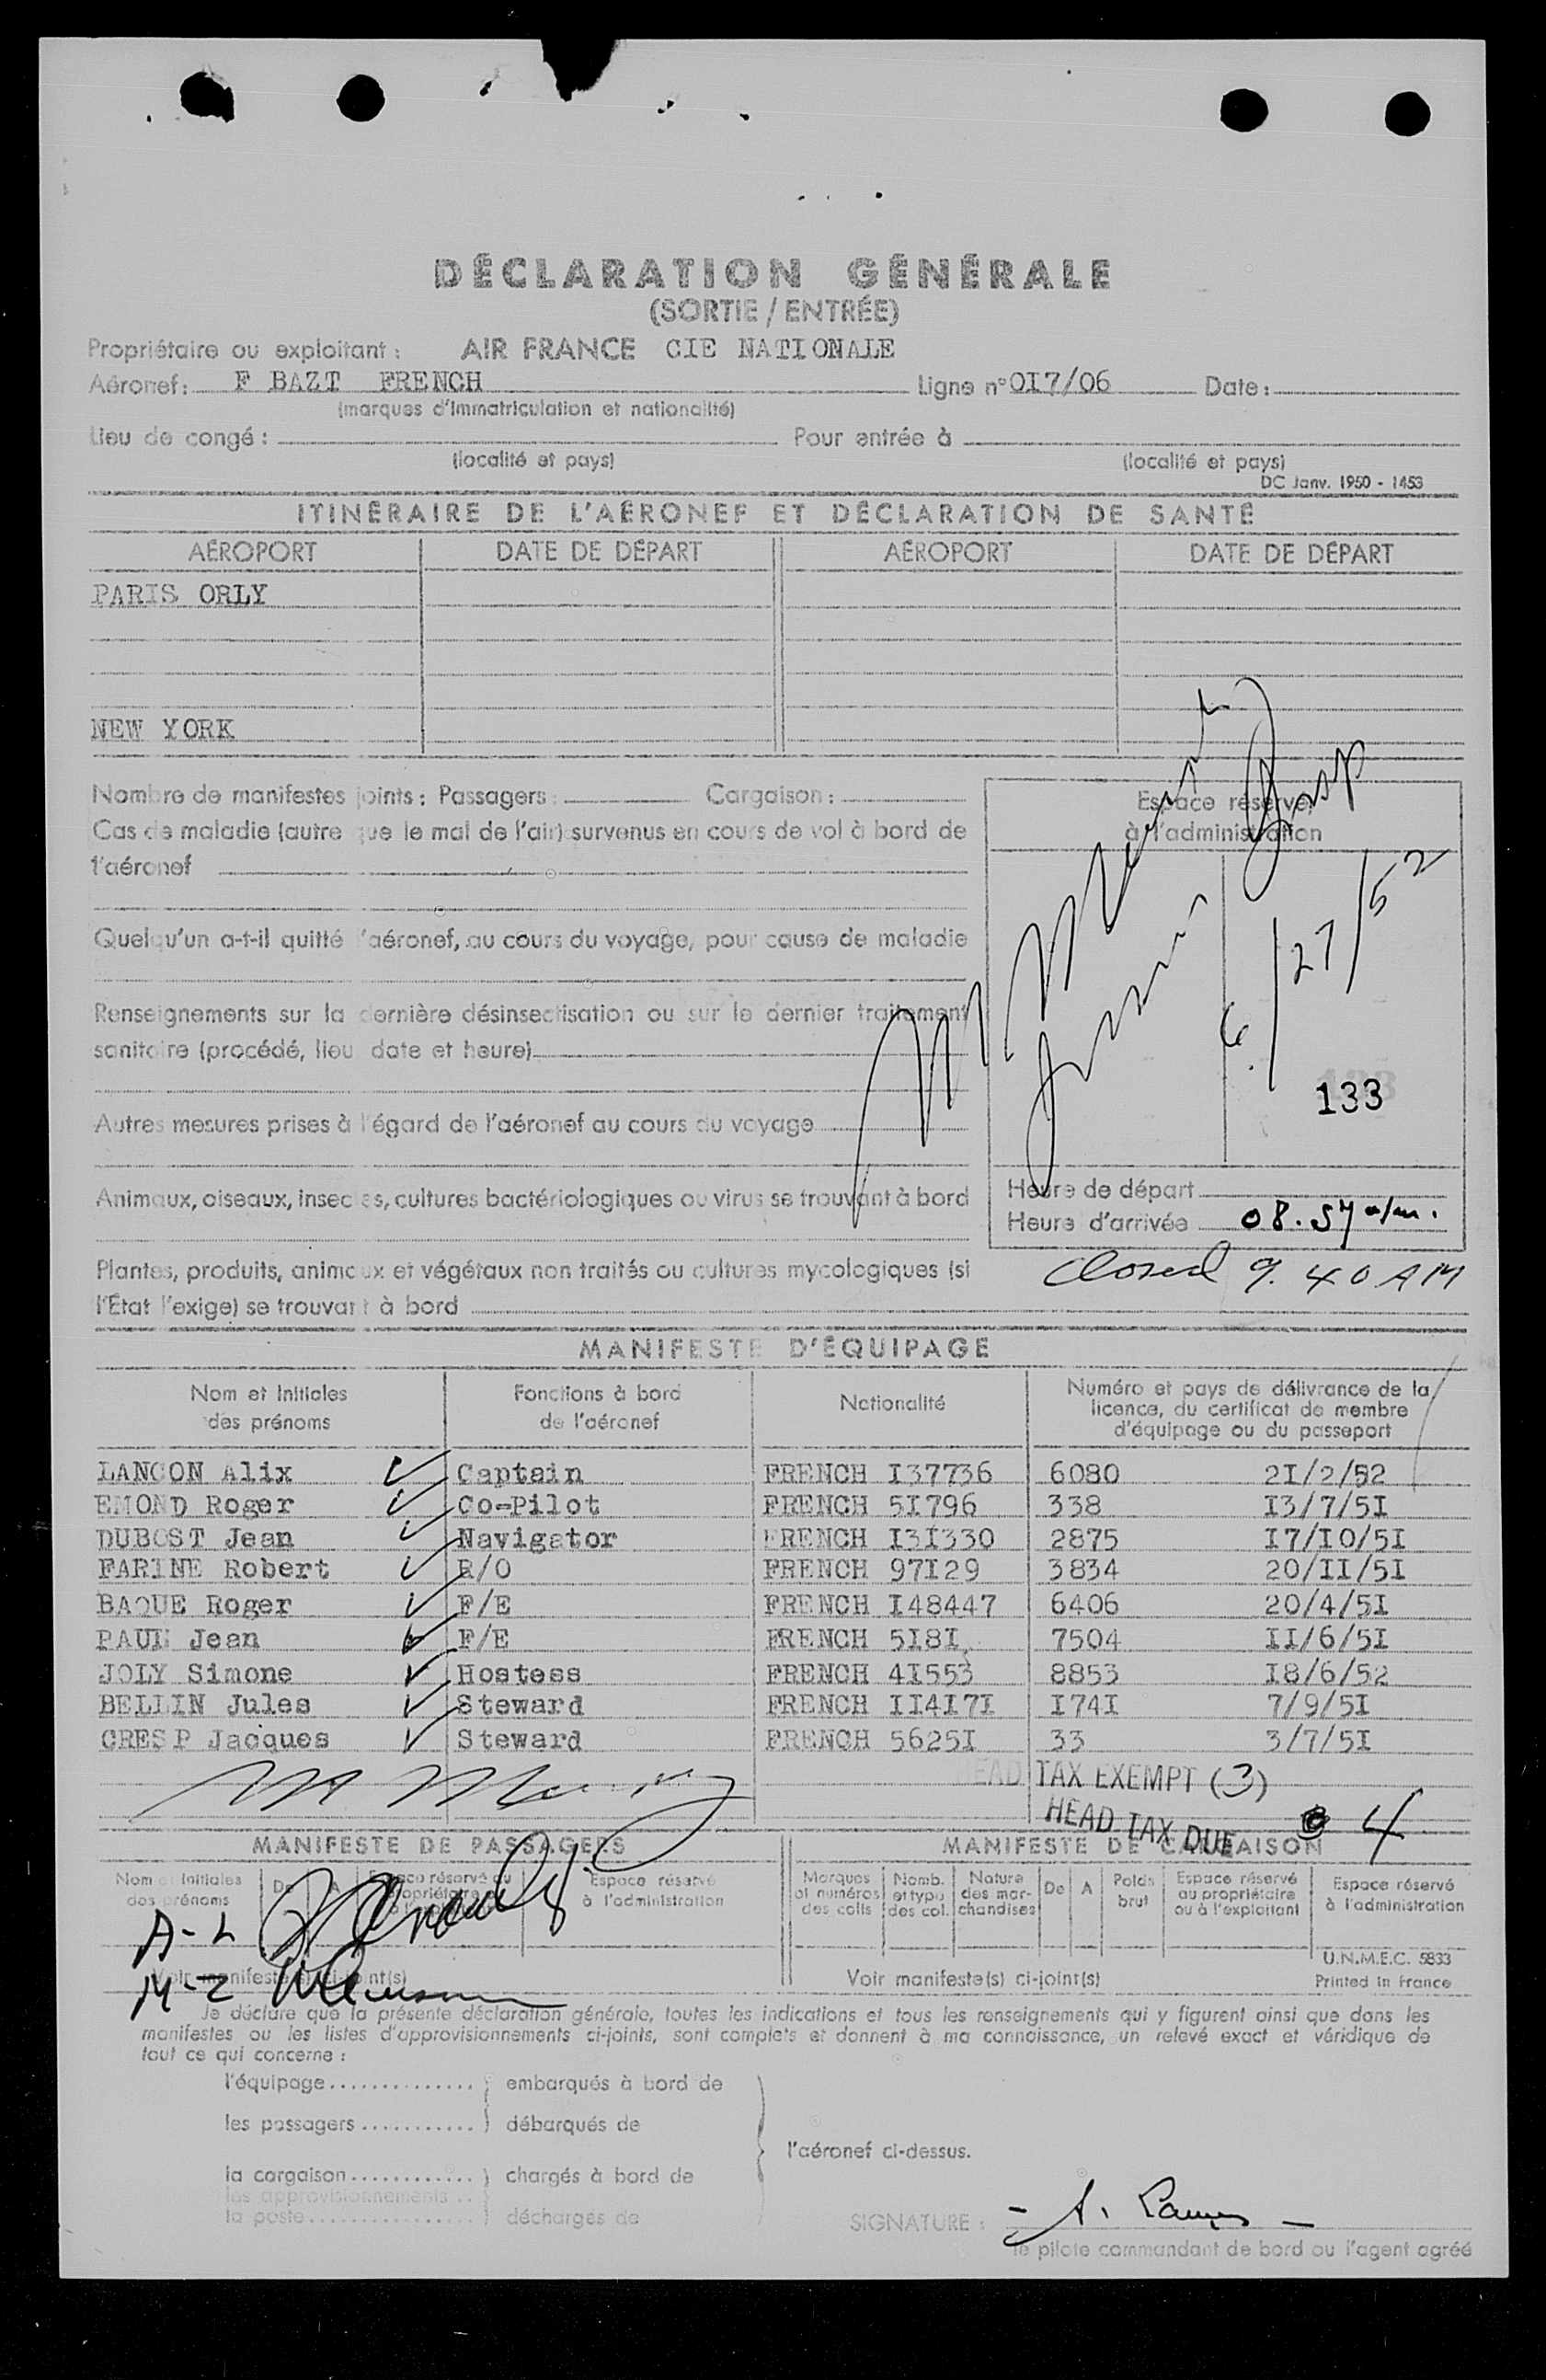 DÉCLARATION GÉNÉRALE
(SORTIE / ENTRÉE)
Propriétaire ou exploitant : AIR FRANCE CIE NATIONALE
Aéronef: F BAZT FRENCH Ligne n° OI7/06 Date :
(marques d'immatriculation et nationalité)
Lieu de congé : Pour entrée à
(localité et pays) (localité et pays)
DC Janv. 1950 - 1453
ITINÉRAIRE DE L'AÉRONEF ET DÉCLARATION DE SANTÉ
AÉROPORT DATE DE DÉPART AÉROPORT DATE DE DÉPART
PARIS ORLY
NEW YORK
Nombre de manifestes joints : Passagers : Cargaison :
Cas de maladie (autre que le mal de l'air) survenus en cours de vol à bord de
l'aéronef
Quelqu'un a-t-il quitté l'aéronef, au cours du voyage, pour cause de maladie
Renseignements sur la dernière désinsectisation ou sur le dernier traitement
sanitaire (procédé, lieu date et heure)
Autres mesures prises à l'égard de l'aéronef au cours du voyage
Animaux, oiseaux, insectes, cultures bactériologiques ou virus se trouvant à bord
Plantes, produits, animaux et végétaux non traités ou cultures mycologiques (si
l'État l'exige) se trouvant à bord
Espace réservé
à l'administration
6/27/52
133
Heure de départ
Heure d'arrivée 08.57 a/m.
Closed 9.40 AM
MANIFESTE D'ÉQUIPAGE
Nom et Initiales des prénoms Fonctions à bord de l'aéronef Nationalité Numéro et pays de délivrance de la licence, du certificat de membre d'équipage ou du passeport
LANCON Alix Captain FRENCH I37736 6080 2I/2/52
EMOND Roger Co-Pilot FRENCH 5I796 338 I3/7/5I
DUBOST Jean Navigator FRENCH I3I330 2875 I7/I0/5I
FARINE Robert R/O FRENCH 97I29 3834 20/II/5I
BAQUE Roger F/E FRENCH I48447 6406 20/4/5I
PAUL Jean F/E FRENCH 5I8I 7504 II/6/5I
JOLY Simone Hostess FRENCH 41553 8853 I8/6/52
BELLIN Jules Steward FRENCH II4I7I I74I 7/9/5I
CRESP Jacques Steward FRENCH 5625I 33 3/7/5I
HEAD TAX EXEMPT (3)
HEAD TAX DUE 4
MANIFESTE DE PASSAGERS MANIFESTE DE CARGAISON
Nom et Initiales des prénoms De A Espace réservé au propriétaire Espace réservé à l'administration
Marques et numéros des colis Nomb. et type des col. Nature des marchandises De A Poids brut Espace réservé au propriétaire ou à l'exploitant Espace réservé à l'administration
A-L
M-Z
Voir manifeste(s) ci-joint(s) Voir manifeste(s) ci-joint(s)
U.N.M.E.C. 5833
Printed in France
Je déclare que la présente déclaration générale, toutes les indications et tous les renseignements qui y figurent ainsi que dans les
manifestes ou les listes d'approvisionnements ci-joints, sont complets et donnent à ma connaissance, un relevé exact et véridique de
tout ce qui concerne :
l'équipage embarqués à bord de
les passagers débarqués de
l'aéronef ci-dessus.
la cargaison chargés à bord de
les approvisionnements
la poste déchargés de
SIGNATURE :
le pilote commandant de bord ou l'agent agréé